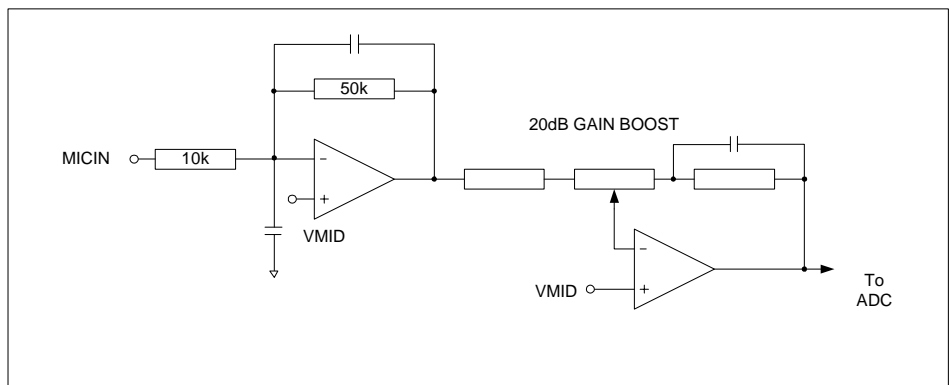 50k
20dB GAIN BOOST
MICIN
10k
−
+
VMID
−
VMID
+
To
ADC